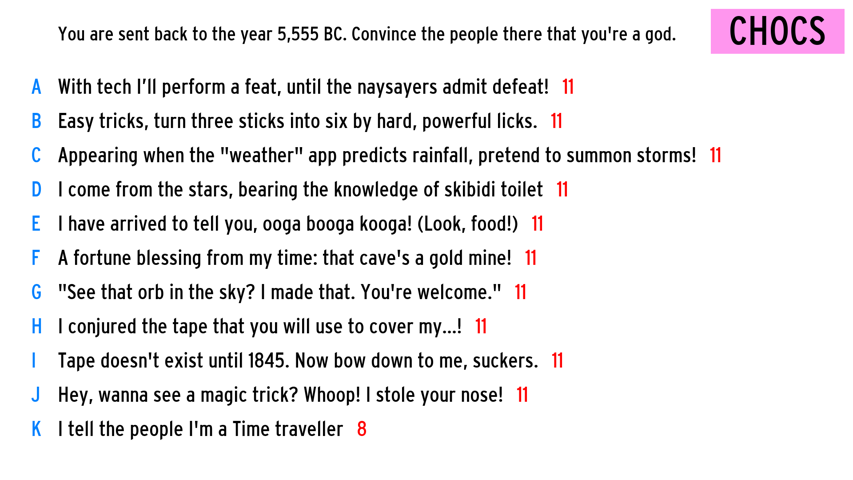 You are sent back to the year 5,555 BC. Convince the people there that you're a god.
CHOCS
A With tech I’ll perform a feat, until the naysayers admit defeat! 11
B Easy tricks, turn three sticks into six by hard, powerful licks. 11
C Appearing when the "weather" app predicts rainfall, pretend to summon storms! 11
D I come from the stars, bearing the knowledge of skibidi toilet 11
E I have arrived to tell you, ooga booga kooga! (Look, food!) 11
F A fortune blessing from my time: that cave's a gold mine! 11
G "See that orb in the sky? I made that. You're welcome." 11
H I conjured the tape that you will use to cover my...! 11
I Tape doesn't exist until 1845. Now bow down to me, suckers. 11
J Hey, wanna see a magic trick? Whoop! I stole your nose! 11
K I tell the people I'm a Time traveller 8